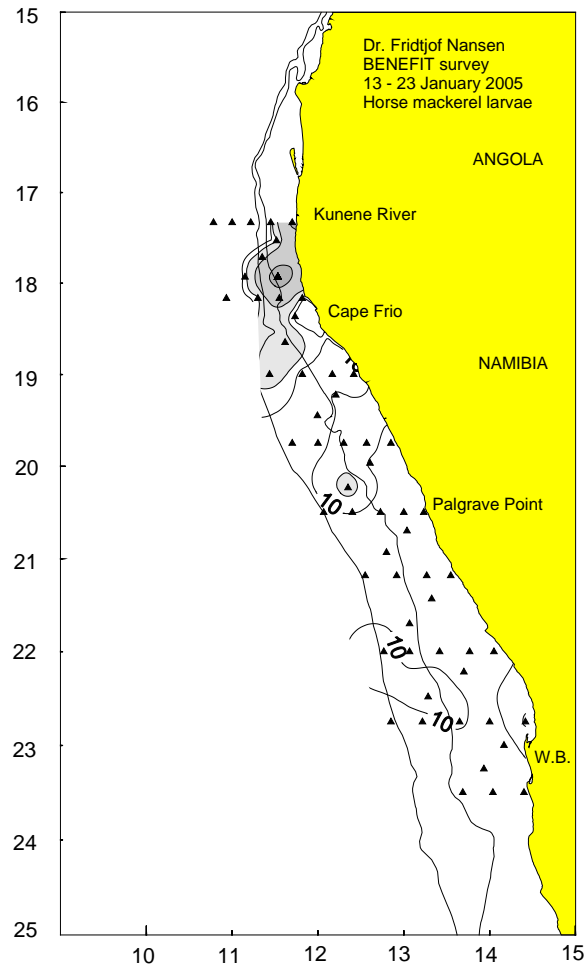 15
Dr. Fridtjof Nansen
BENEFIT survey
13 - 23 January 2005
Horse mackerel larvae
16
ANGOLA
17
Kunene River
18
Cape Frio
19
NAMIBIA
20
10
Palgrave Point
21
22
10
10
23
W.B.
24
25
10
11
12
13
14
15